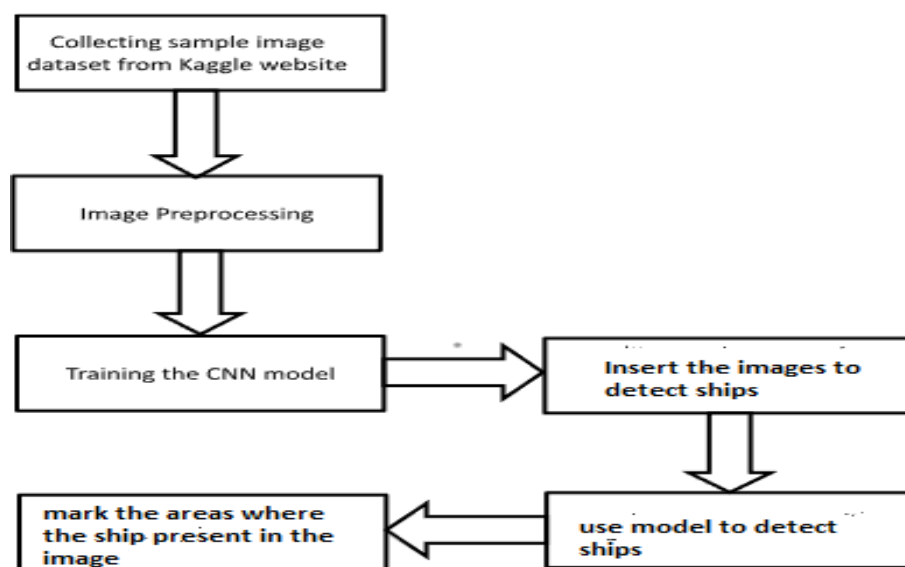 Collecting sample image
dataset from Kaggle website
Image Preprocessing
Training the CNN model
Insert the images to
detect ships
use model to detect
ships
mark the areas where
the ship present in the
image